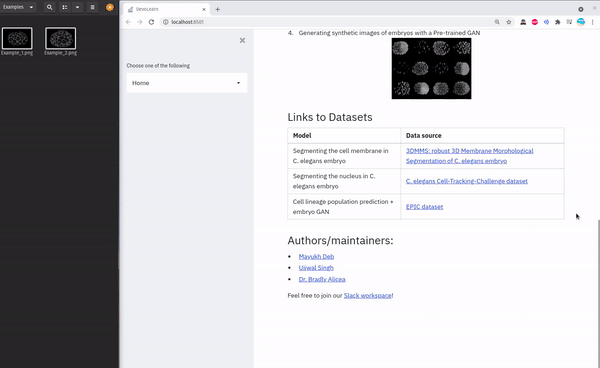 Examples
DevoLearn
localhost:8501
Example_1.png
Example_2.png
Choose one of the following
Home
4. Generating synthetic images of embryos with a Pre-trained GAN
Links to Datasets
Model
Data source
Segmenting the cell membrane in
C. elegans embryo
3DMMS: robust 3D Membrane Morphological
Segmentation of C. elegans embryo
Segmenting the nucleus in C.
elegans embryo
C. elegans Cell-Tracking-Challenge dataset
Cell lineage population prediction +
embryo GAN
EPIC dataset
Authors/maintainers:
• Mayukh Deb
• Ujjwal Singh
• Dr. Bradly Alicea
Feel free to join our Slack workspace!